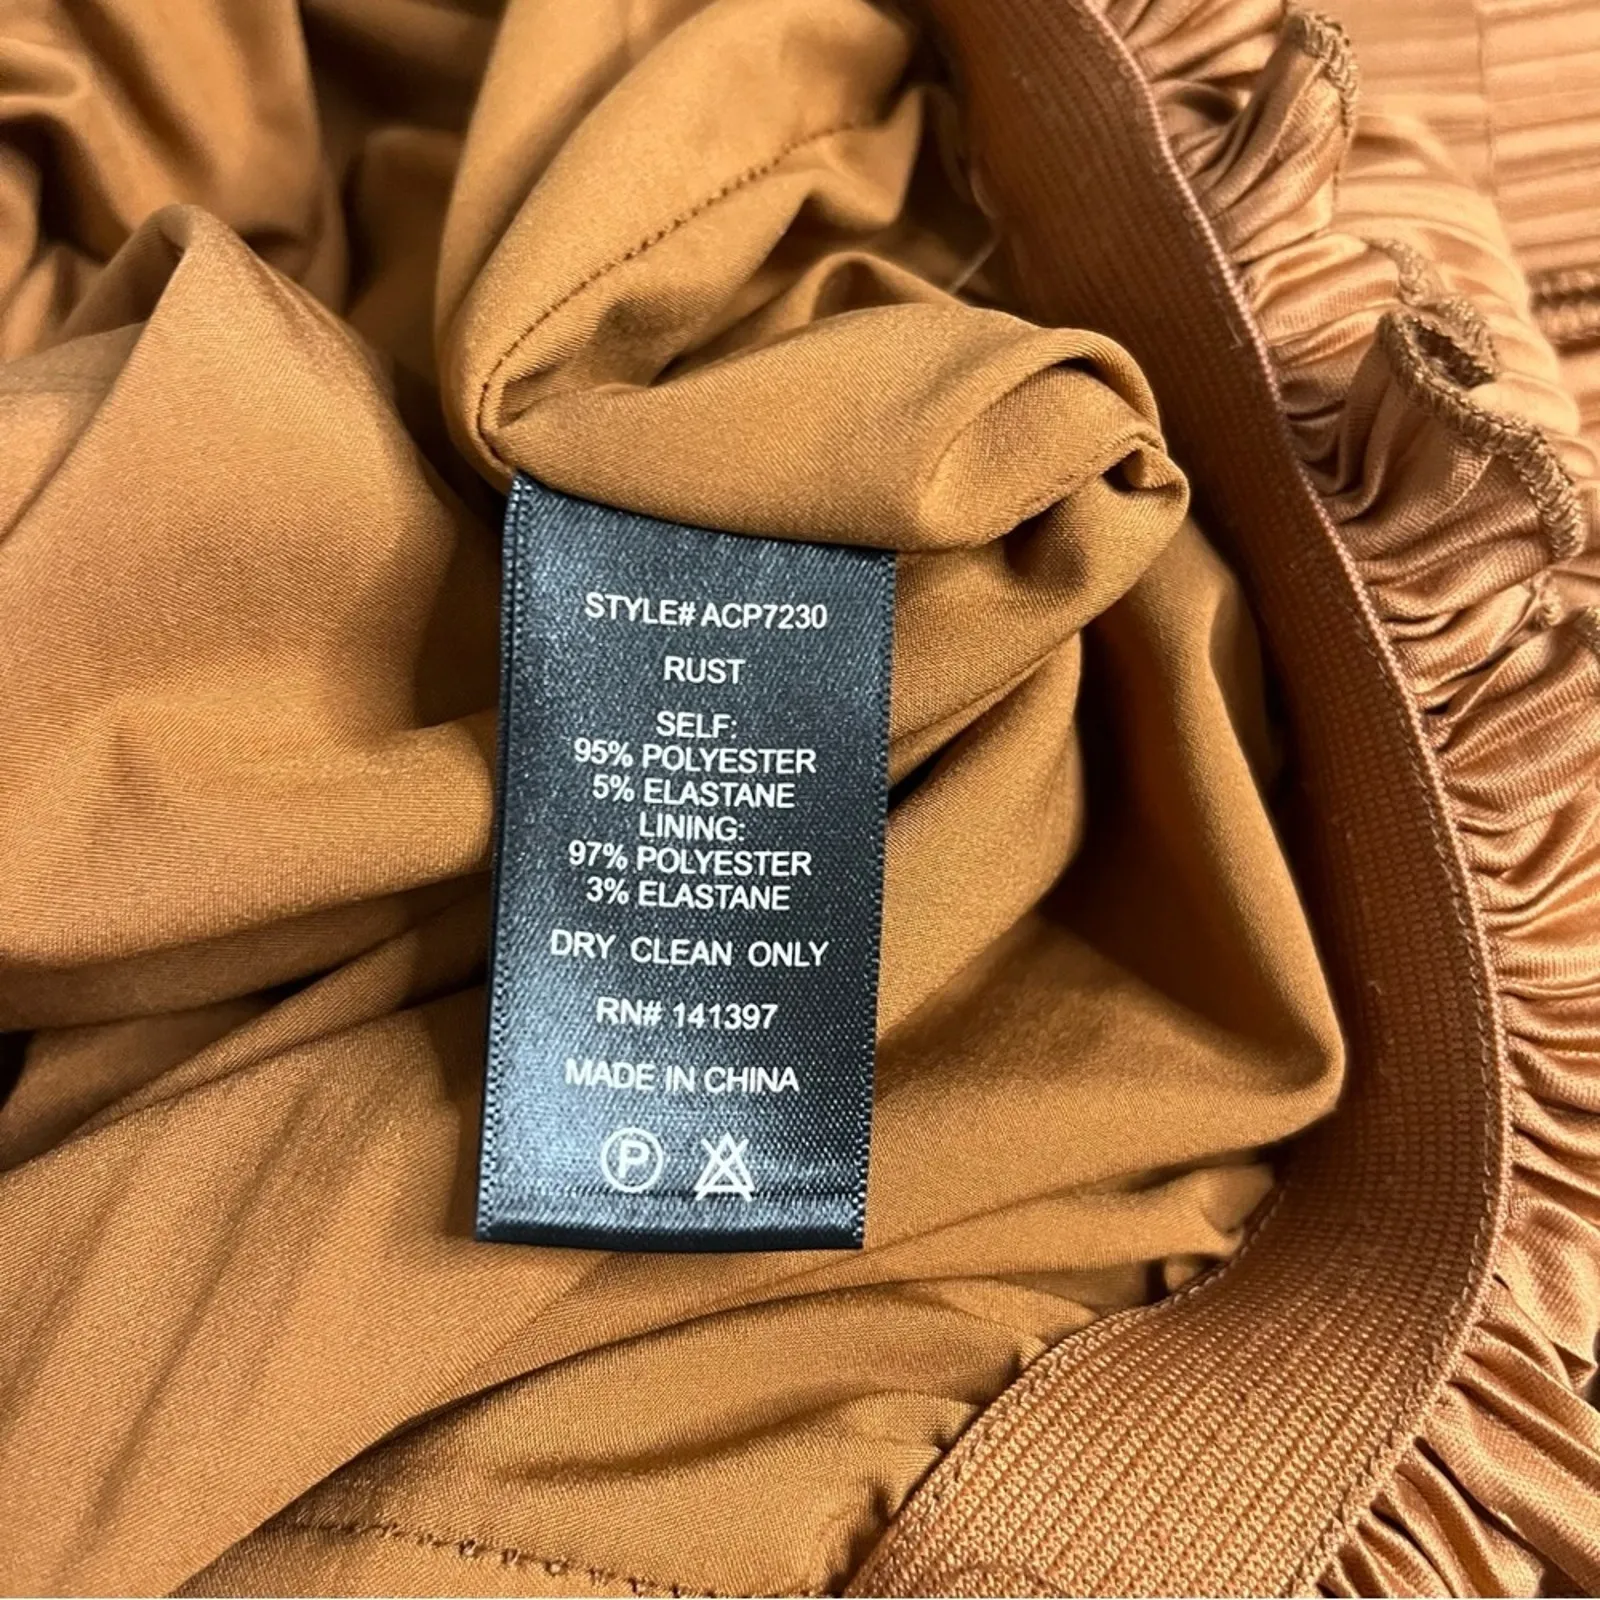 STYLE# ACP7230
RUST
SELF:
95% POLYESTER
5% ELASTANE
LINING:
97% POLYESTER
3% ELASTANE
DRY CLEAN ONLY
RN# 141397
MADE IN CHINA
P